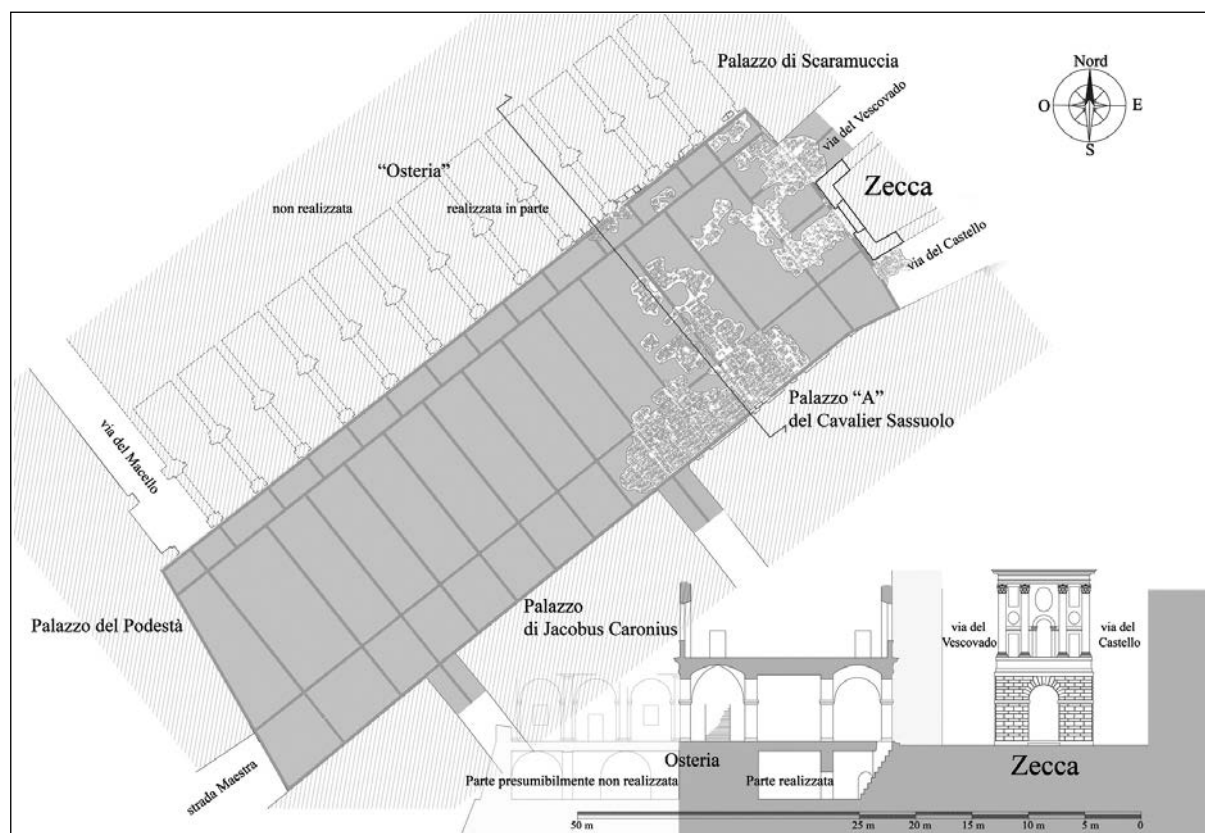 Palazzo di Scaramuccia
Nord
O
E
S
via del Vescovado
"Osteria"
Zecca
non realizzata
realizzata in parte
via del Castello
Palazzo "A"
del Cavalier Sassuolo
via del Macello
Palazzo del Podestà
Palazzo
di Jacobus Caronius
via del
Vescovado
via del
Castello
strada Maestra
Osteria
Zecca
Parte presumibilmente non realizzata
Parte realizzata
50 m
25 m
20 m
15 m
10 m
5 m
0